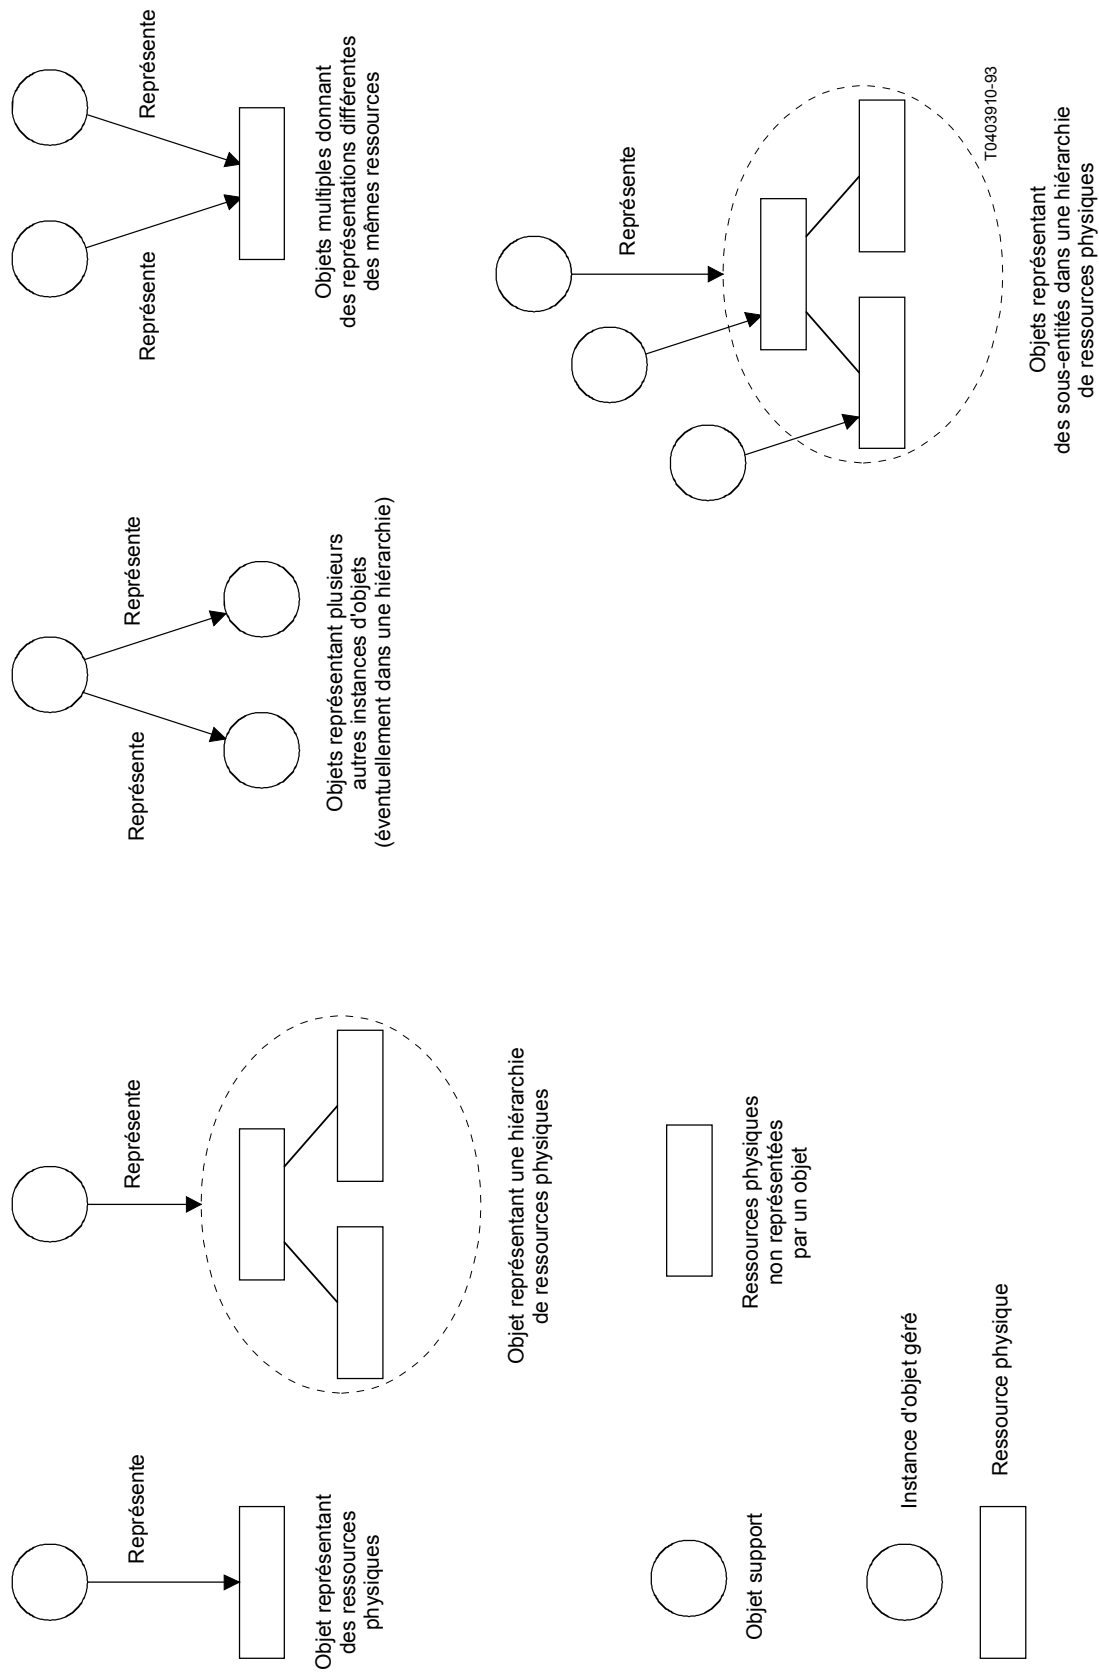 Représente
Objet représentant
des ressources
physiques
Représente
Objet représentant une hiérarchie
de ressources physiques
Représente
Représente
Objets représentant plusieurs
autres instances d'objets
(éventuellement dans une hiérarchie)
Représente
Représente
Objets multiples donnant
des représentations différentes
des mêmes ressources
Objet support
Ressources physiques
non représentées
par un objet
Représente
T0403910-93
Objets représentant
des sous-entités dans une hiérarchie
de ressources physiques
Instance d'objet géré
Ressource physique